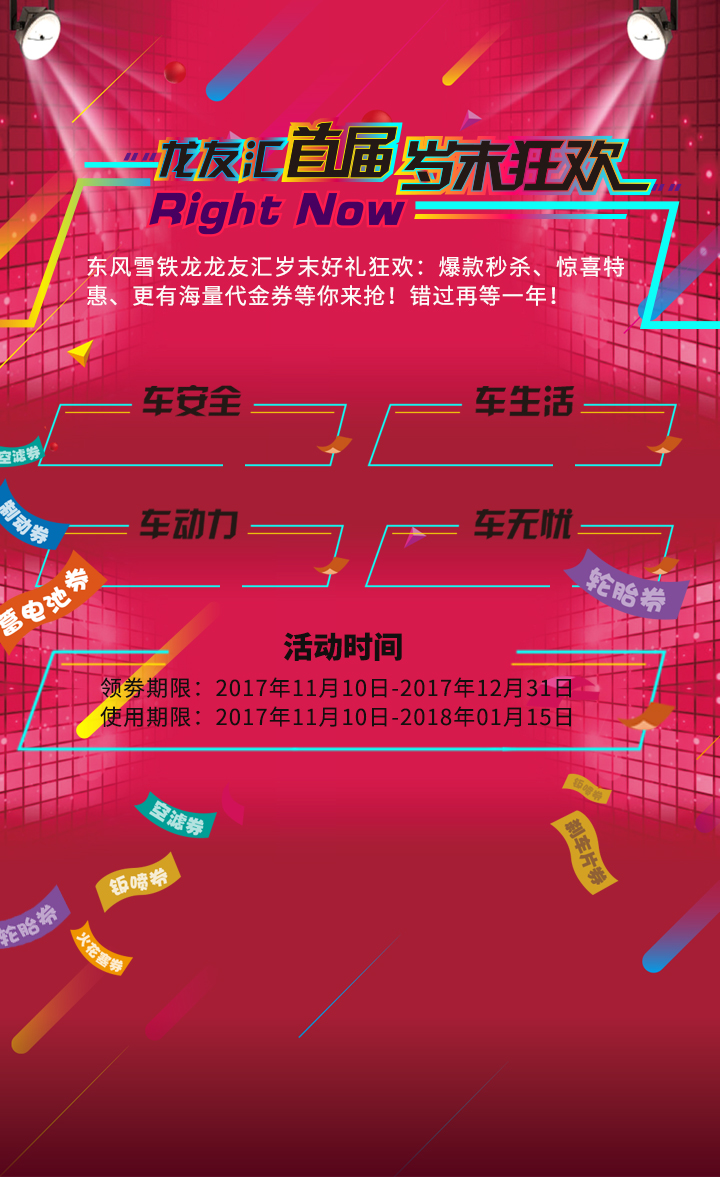 龙友汇首届岁末狂欢
Right Now
东风雪铁龙龙友汇岁末好礼狂欢：爆款秒杀、惊喜特
惠、更有海量代金券等你来抢！错过再等一年！
车安全
车生活
空滤券
制动券
车动力
车无忧
蓄电池券
轮胎券
活动时间
领劵期限：2017年11月10日-2017年12月31日
使用期限：2017年11月10日-2018年01月15日
钣喷券
空滤券
刹车片券
钣喷券
轮胎券
火花塞券